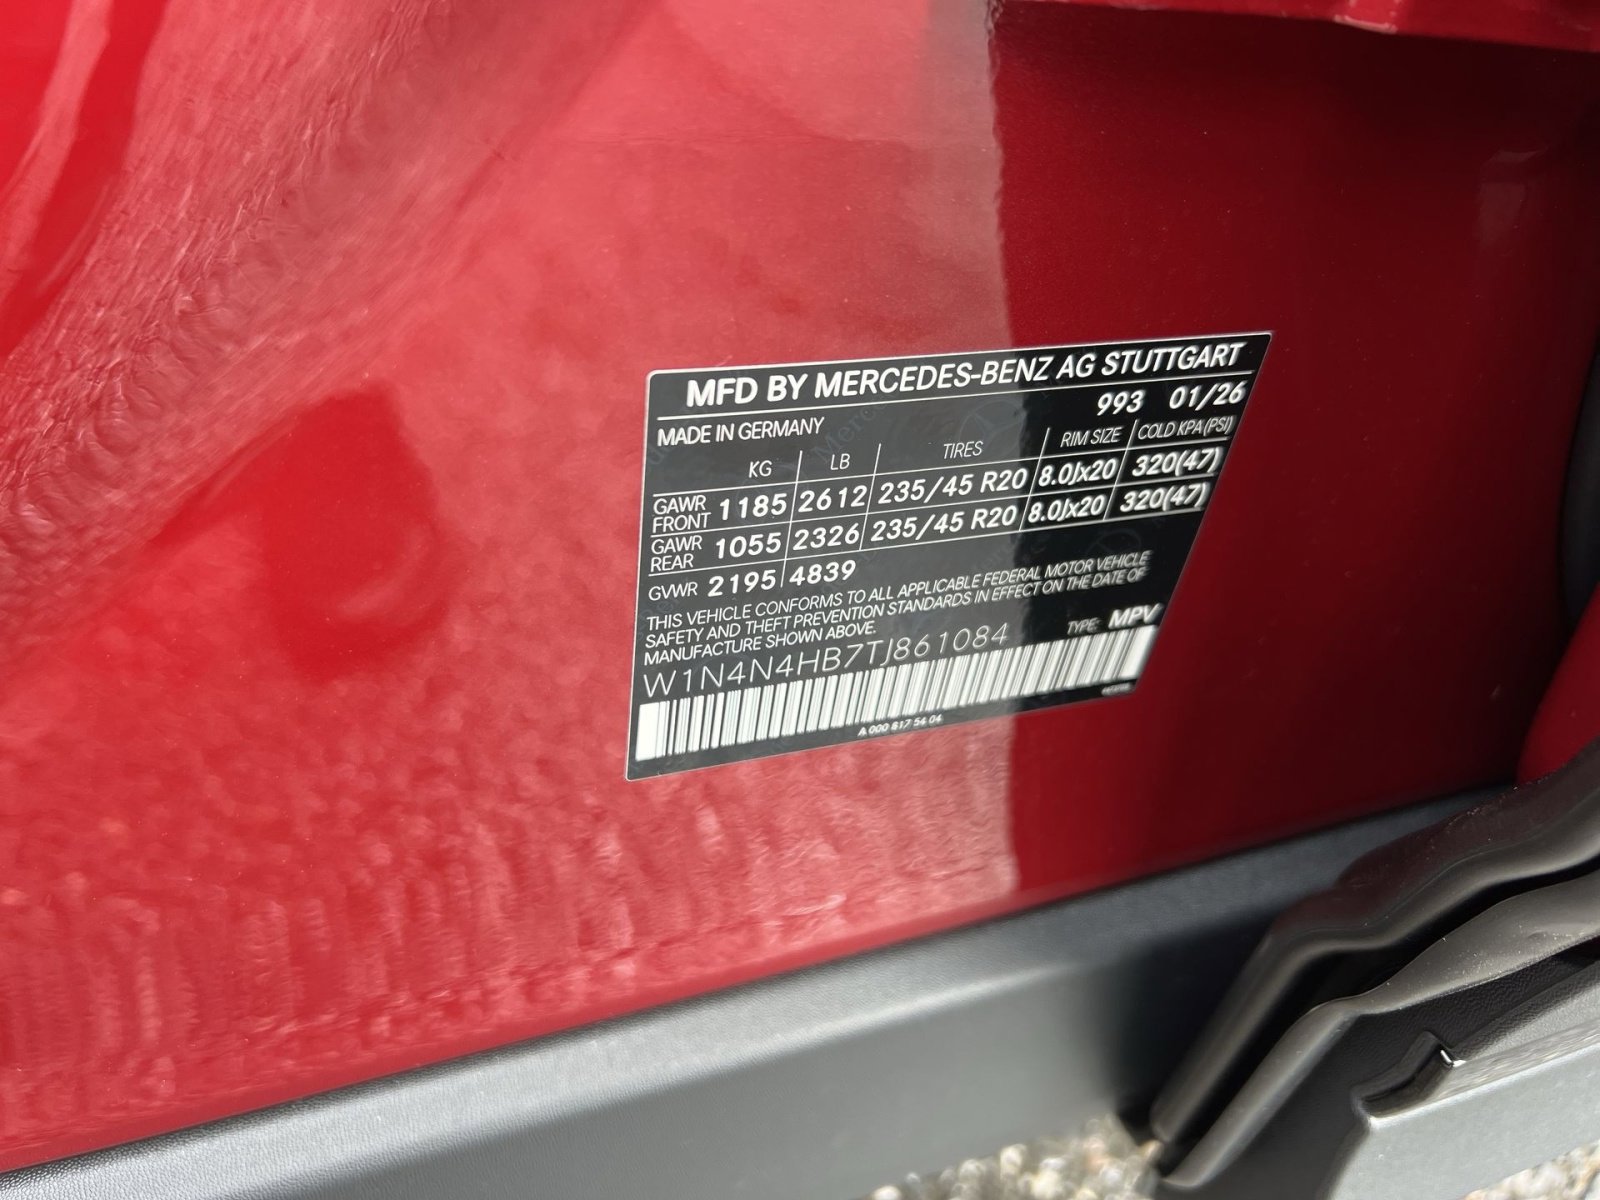 MFD BY MERCEDES-BENZ AG STUTTGART
993 01/26
MADE IN GERMANY
KG LB TIRES RIM SIZE COLD KPA (PSI)
GAWR FRONT 1185 2612 235/45 R20 8.0Jx20 320(47)
GAWR REAR 1055 2326 235/45 R20 8.0Jx20 320(47)
GVWR 2195 4839
THIS VEHICLE CONFORMS TO ALL APPLICABLE FEDERAL MOTOR VEHICLE
SAFETY AND THEFT PREVENTION STANDARDS IN EFFECT ON THE DATE OF
MANUFACTURE SHOWN ABOVE.
TYPE: MPV
W1N4N4HB7TJ861084
A 000 817 54 04